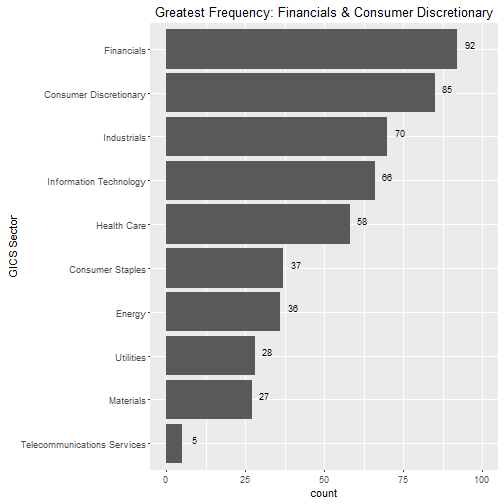 Greatest Frequency: Financials & Consumer Discretionary
Financials 92
Consumer Discretionary 85
Industrials 70
Information Technology 66
Health Care 58
Consumer Staples 37
Energy 36
Utilities 28
Materials 27
Telecommunications Services 5
0 25 50 75 100
count
GICS Sector